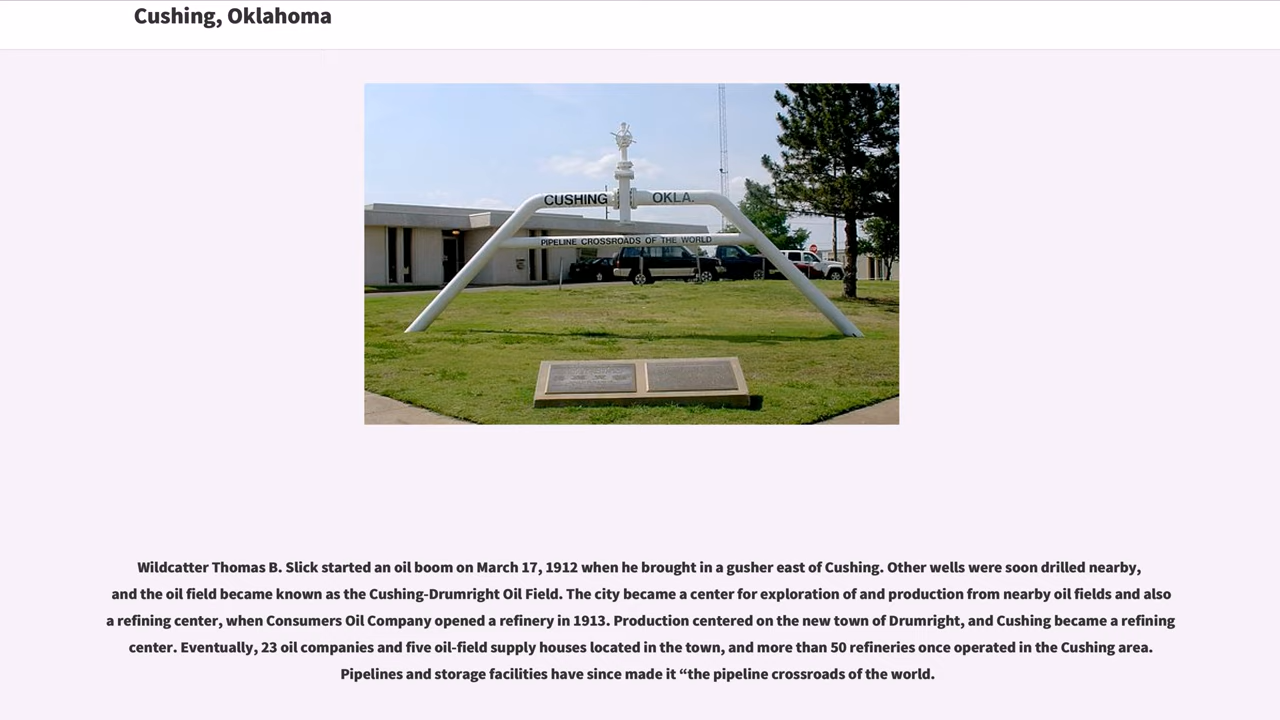 Cushing, Oklahoma
CUSHING OKLA.
PIPELINE CROSSROADS OF THE WORLD
Wildcatter Thomas B. Slick started an oil boom on March 17, 1912 when he brought in a gusher east of Cushing. Other wells were soon drilled nearby,
and the oil field became known as the Cushing-Drumright Oil Field. The city became a center for exploration of and production from nearby oil fields and also
a refining center, when Consumers Oil Company opened a refinery in 1913. Production centered on the new town of Drumright, and Cushing became a refining
center. Eventually, 23 oil companies and five oil-field supply houses located in the town, and more than 50 refineries once operated in the Cushing area.
Pipelines and storage facilities have since made it “the pipeline crossroads of the world.